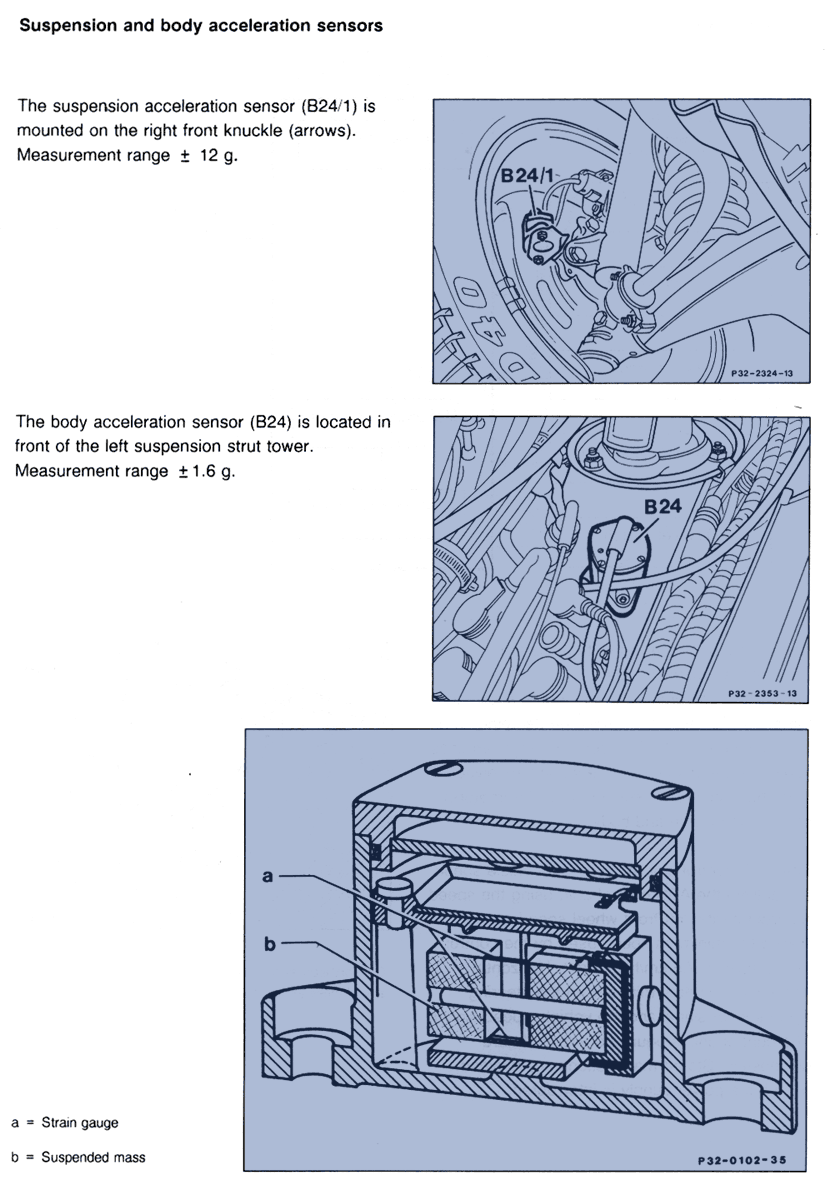 Suspension and body acceleration sensors
The suspension acceleration sensor (B24/1) is
mounted on the right front knuckle (arrows).
Measurement range ± 12 g.
B24/1
040
P32-2324-13
The body acceleration sensor (B24) is located in
front of the left suspension strut tower.
Measurement range ±1.6 g.
B24
P32-2353-13
a
b
a = Strain gauge
b = Suspended mass
P32-0102-35